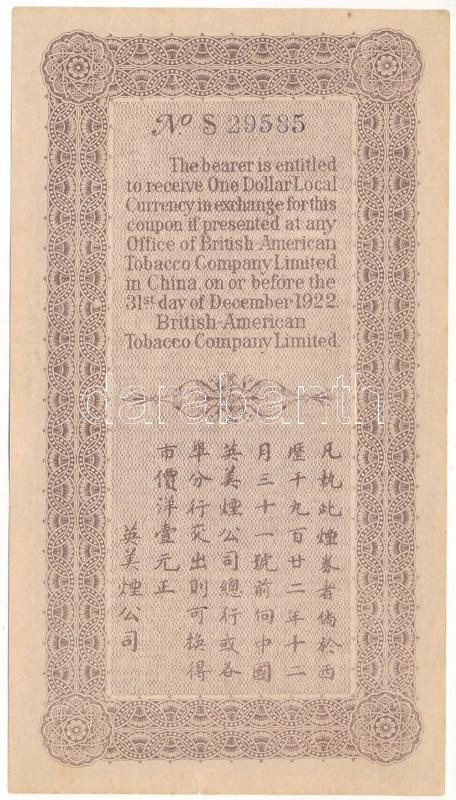 No S 29585
The bearer is entitled
to receive One Dollar Local
Currency in exchange for this
coupon if presented at any
Office of British-American
Tobacco Company Limited
in China, on or before the
31st day of December 1922.
British-American
Tobacco Company Limited.
darabanth
凡執此煙券者倘於西
歷千九百廿二年十二
月三十一號前向中國
英美煙公司總行或各
埠分行交出則可換得
市價洋壹元正
英美煙公司